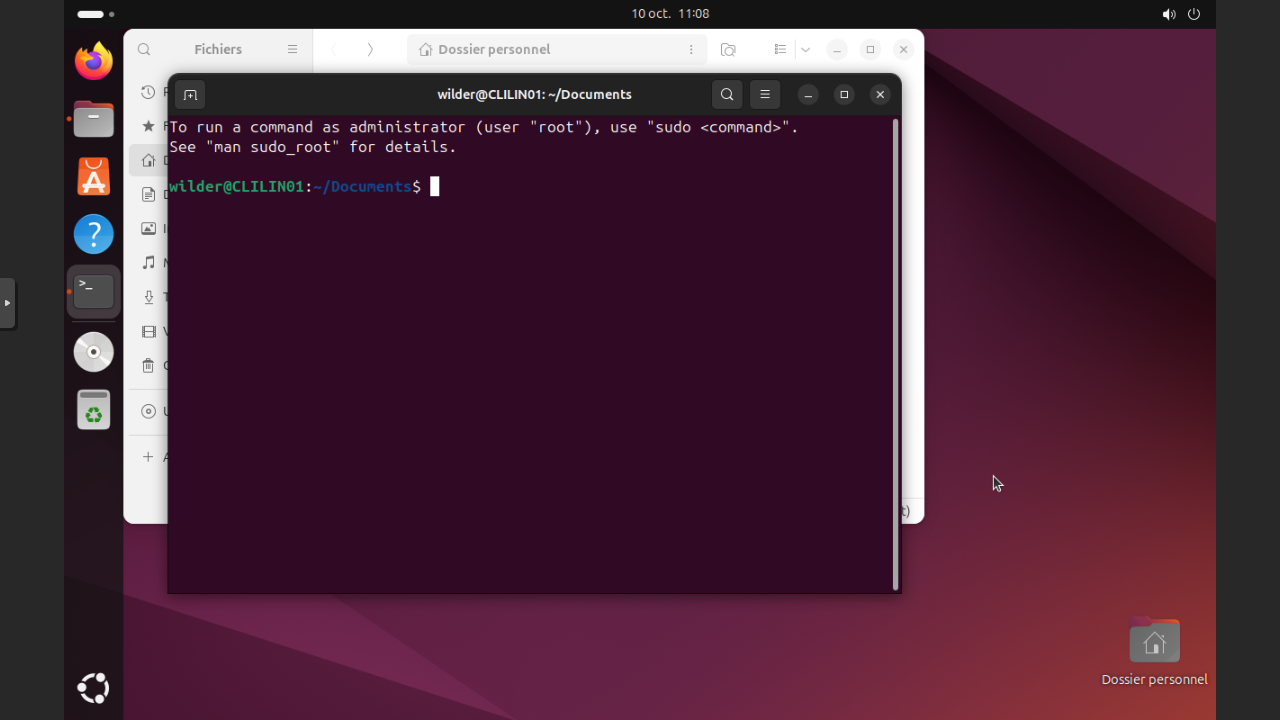 10 oct. 11:08
Fichiers
Dossier personnel
wilder@CLILIN01: ~/Documents
To run a command as administrator (user "root"), use "sudo <command>".
See "man sudo_root" for details.
wilder@CLILIN01:~/Documents$
Dossier personnel